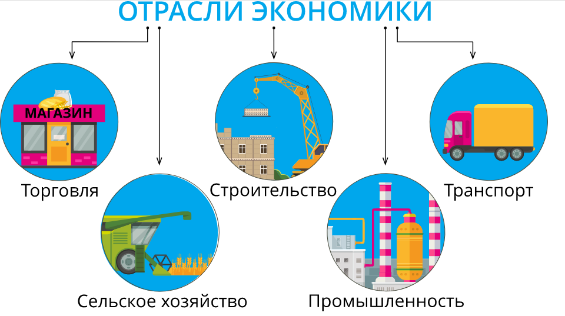 ОТРАСЛИ ЭКОНОМИКИ
МАГАЗИН
Торговля
Строительство
Транспорт
Сельское хозяйство
Промышленность